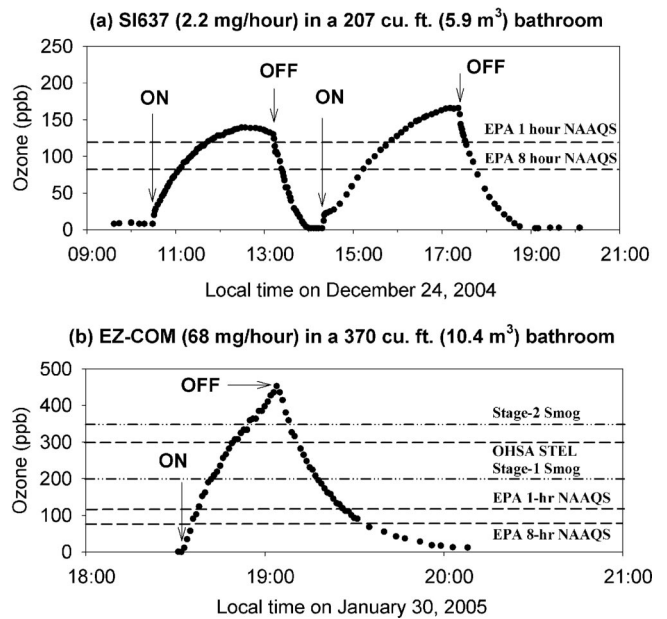 (a) SI637 (2.2 mg/hour) in a 207 cu. ft. (5.9 m³) bathroom
250
200
150
100
50
0
Ozone (ppb)
ON
OFF
ON
OFF
EPA 1 hour NAAQS
EPA 8 hour NAAQS
09:00 11:00 13:00 15:00 17:00 19:00 21:00
Local time on December 24, 2004
(b) EZ-COM (68 mg/hour) in a 370 cu. ft. (10.4 m³) bathroom
500
400
300
200
100
0
Ozone (ppb)
OFF
ON
Stage-2 Smog
OHSA STEL
Stage-1 Smog
EPA 1-hr NAAQS
EPA 8-hr NAAQS
18:00 19:00 20:00 21:00
Local time on January 30, 2005